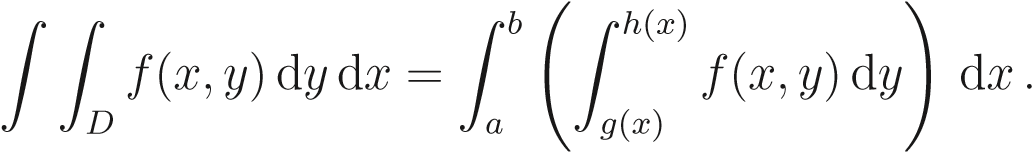 ∫∫_D f(x, y) dy dx = ∫_a^b (∫_{g(x)}^{h(x)} f(x, y) dy) dx .